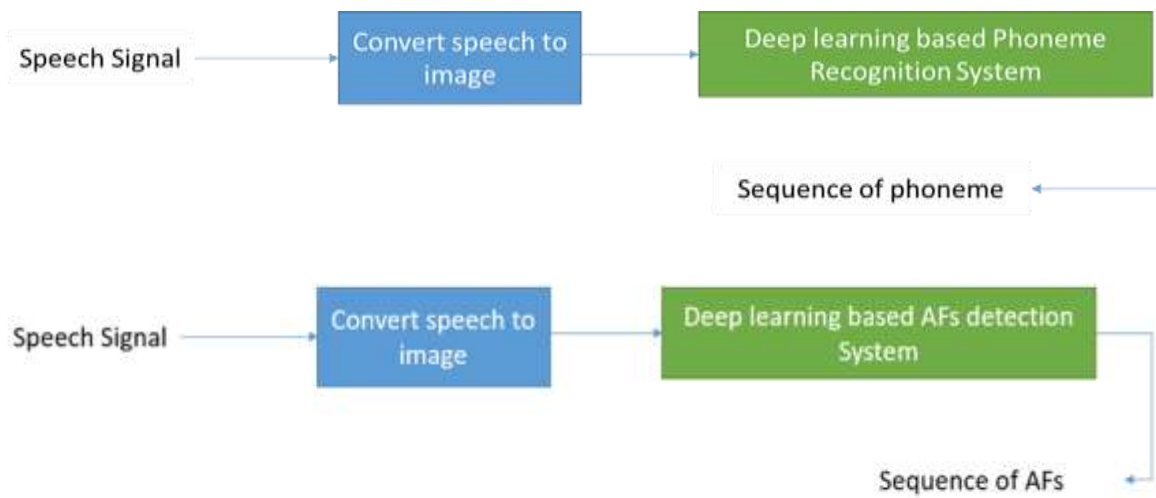 Speech Signal
Convert speech to
image
Deep learning based Phoneme
Recognition System
Sequence of phoneme
Speech Signal
Convert speech to
image
Deep learning based AFs detection
System
Sequence of AFs